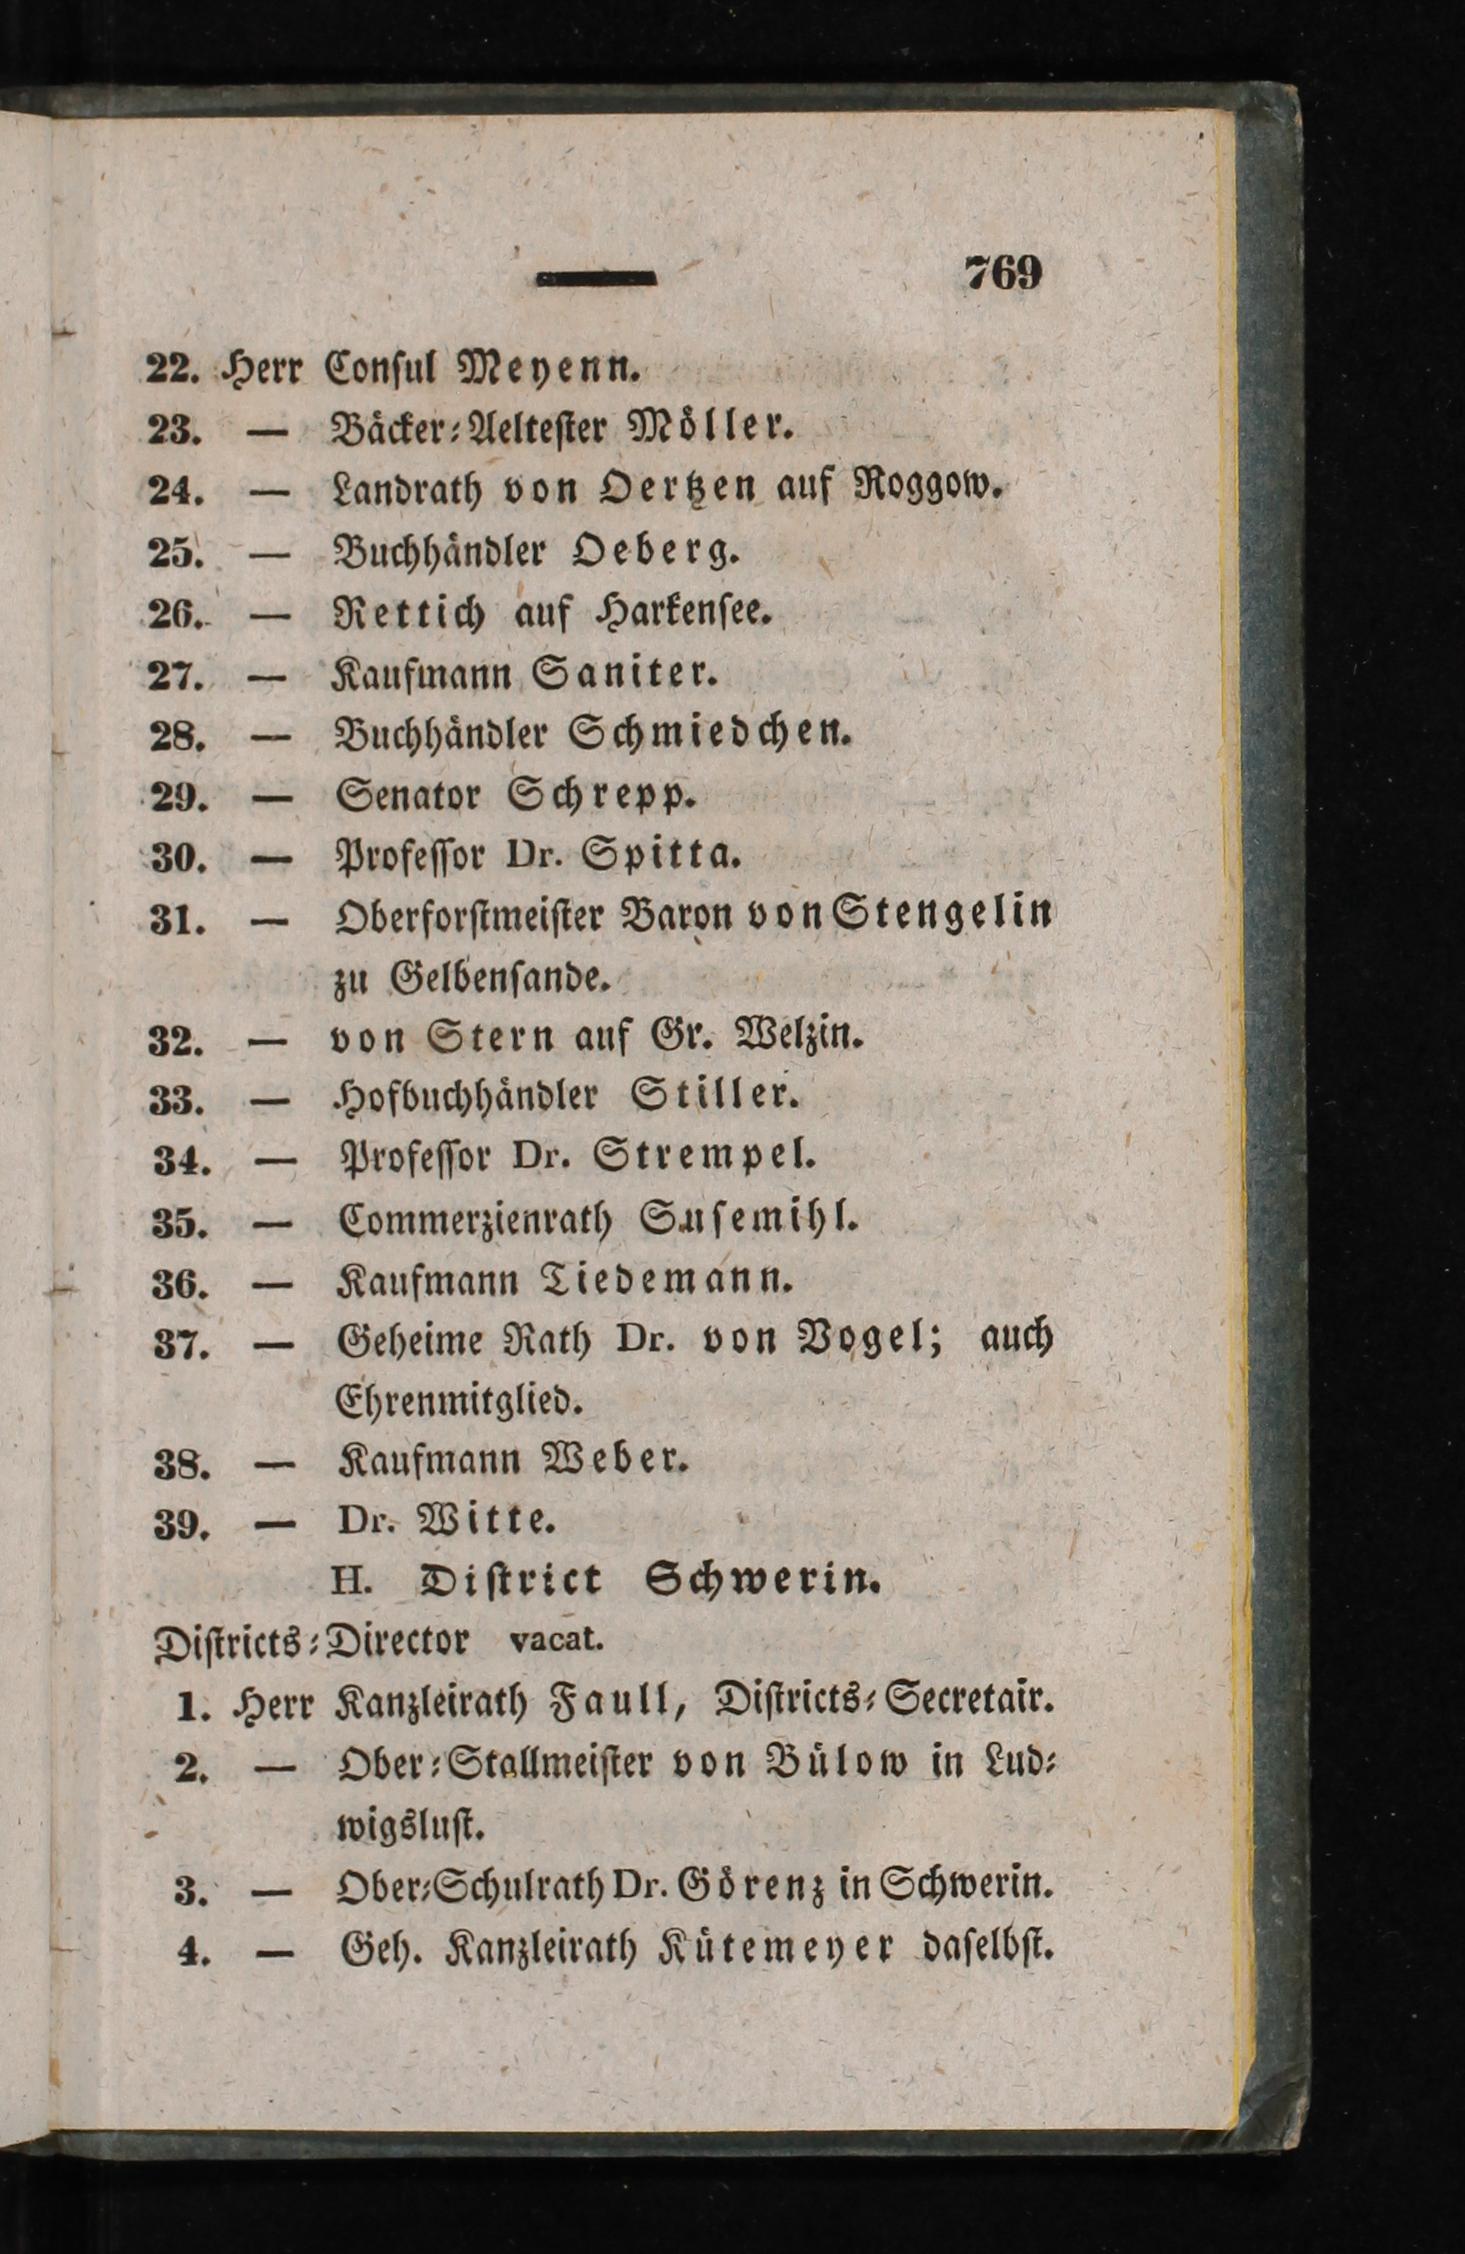 769
22. Herr Conſul Meyenn.
23. — Bäcker-Aelteſter Möller.
24. — Landrath von Oertzen auf Roggow.
25. — Buchhändler Oeberg.
26. — Rettich auf Harkenſee.
27. — Kaufmann Saniter.
28. — Buchhändler Schmiedchen.
29. — Senator Schrepp.
30. — Profeſſor Dr. Spitta.
31. — Oberforſtmeiſter Baron von Stengelin
zu Gelbenſande.
32. — von Stern auf Gr. Welzin.
33. — Hofbuchhändler Stiller.
34. — Profeſſor Dr. Strempel.
35. — Commerzienrath Suſemihl.
36. — Kaufmann Tiedemann.
37. — Geheime Rath Dr. von Vogel; auch
Ehrenmitglied.
38. — Kaufmann Weber.
39. — Dr. Witte.
H. Diſtrict Schwerin.
Diſtricts-Director vacat.
1. Herr Kanzleirath Faull, Diſtricts-Secretair.
2. — Ober-Stallmeiſter von Bülow in Lud-
wigsluſt.
3. — Ober-Schulrath Dr. Görenz in Schwerin.
4. — Geh. Kanzleirath Kütemeyer daſelbſt.